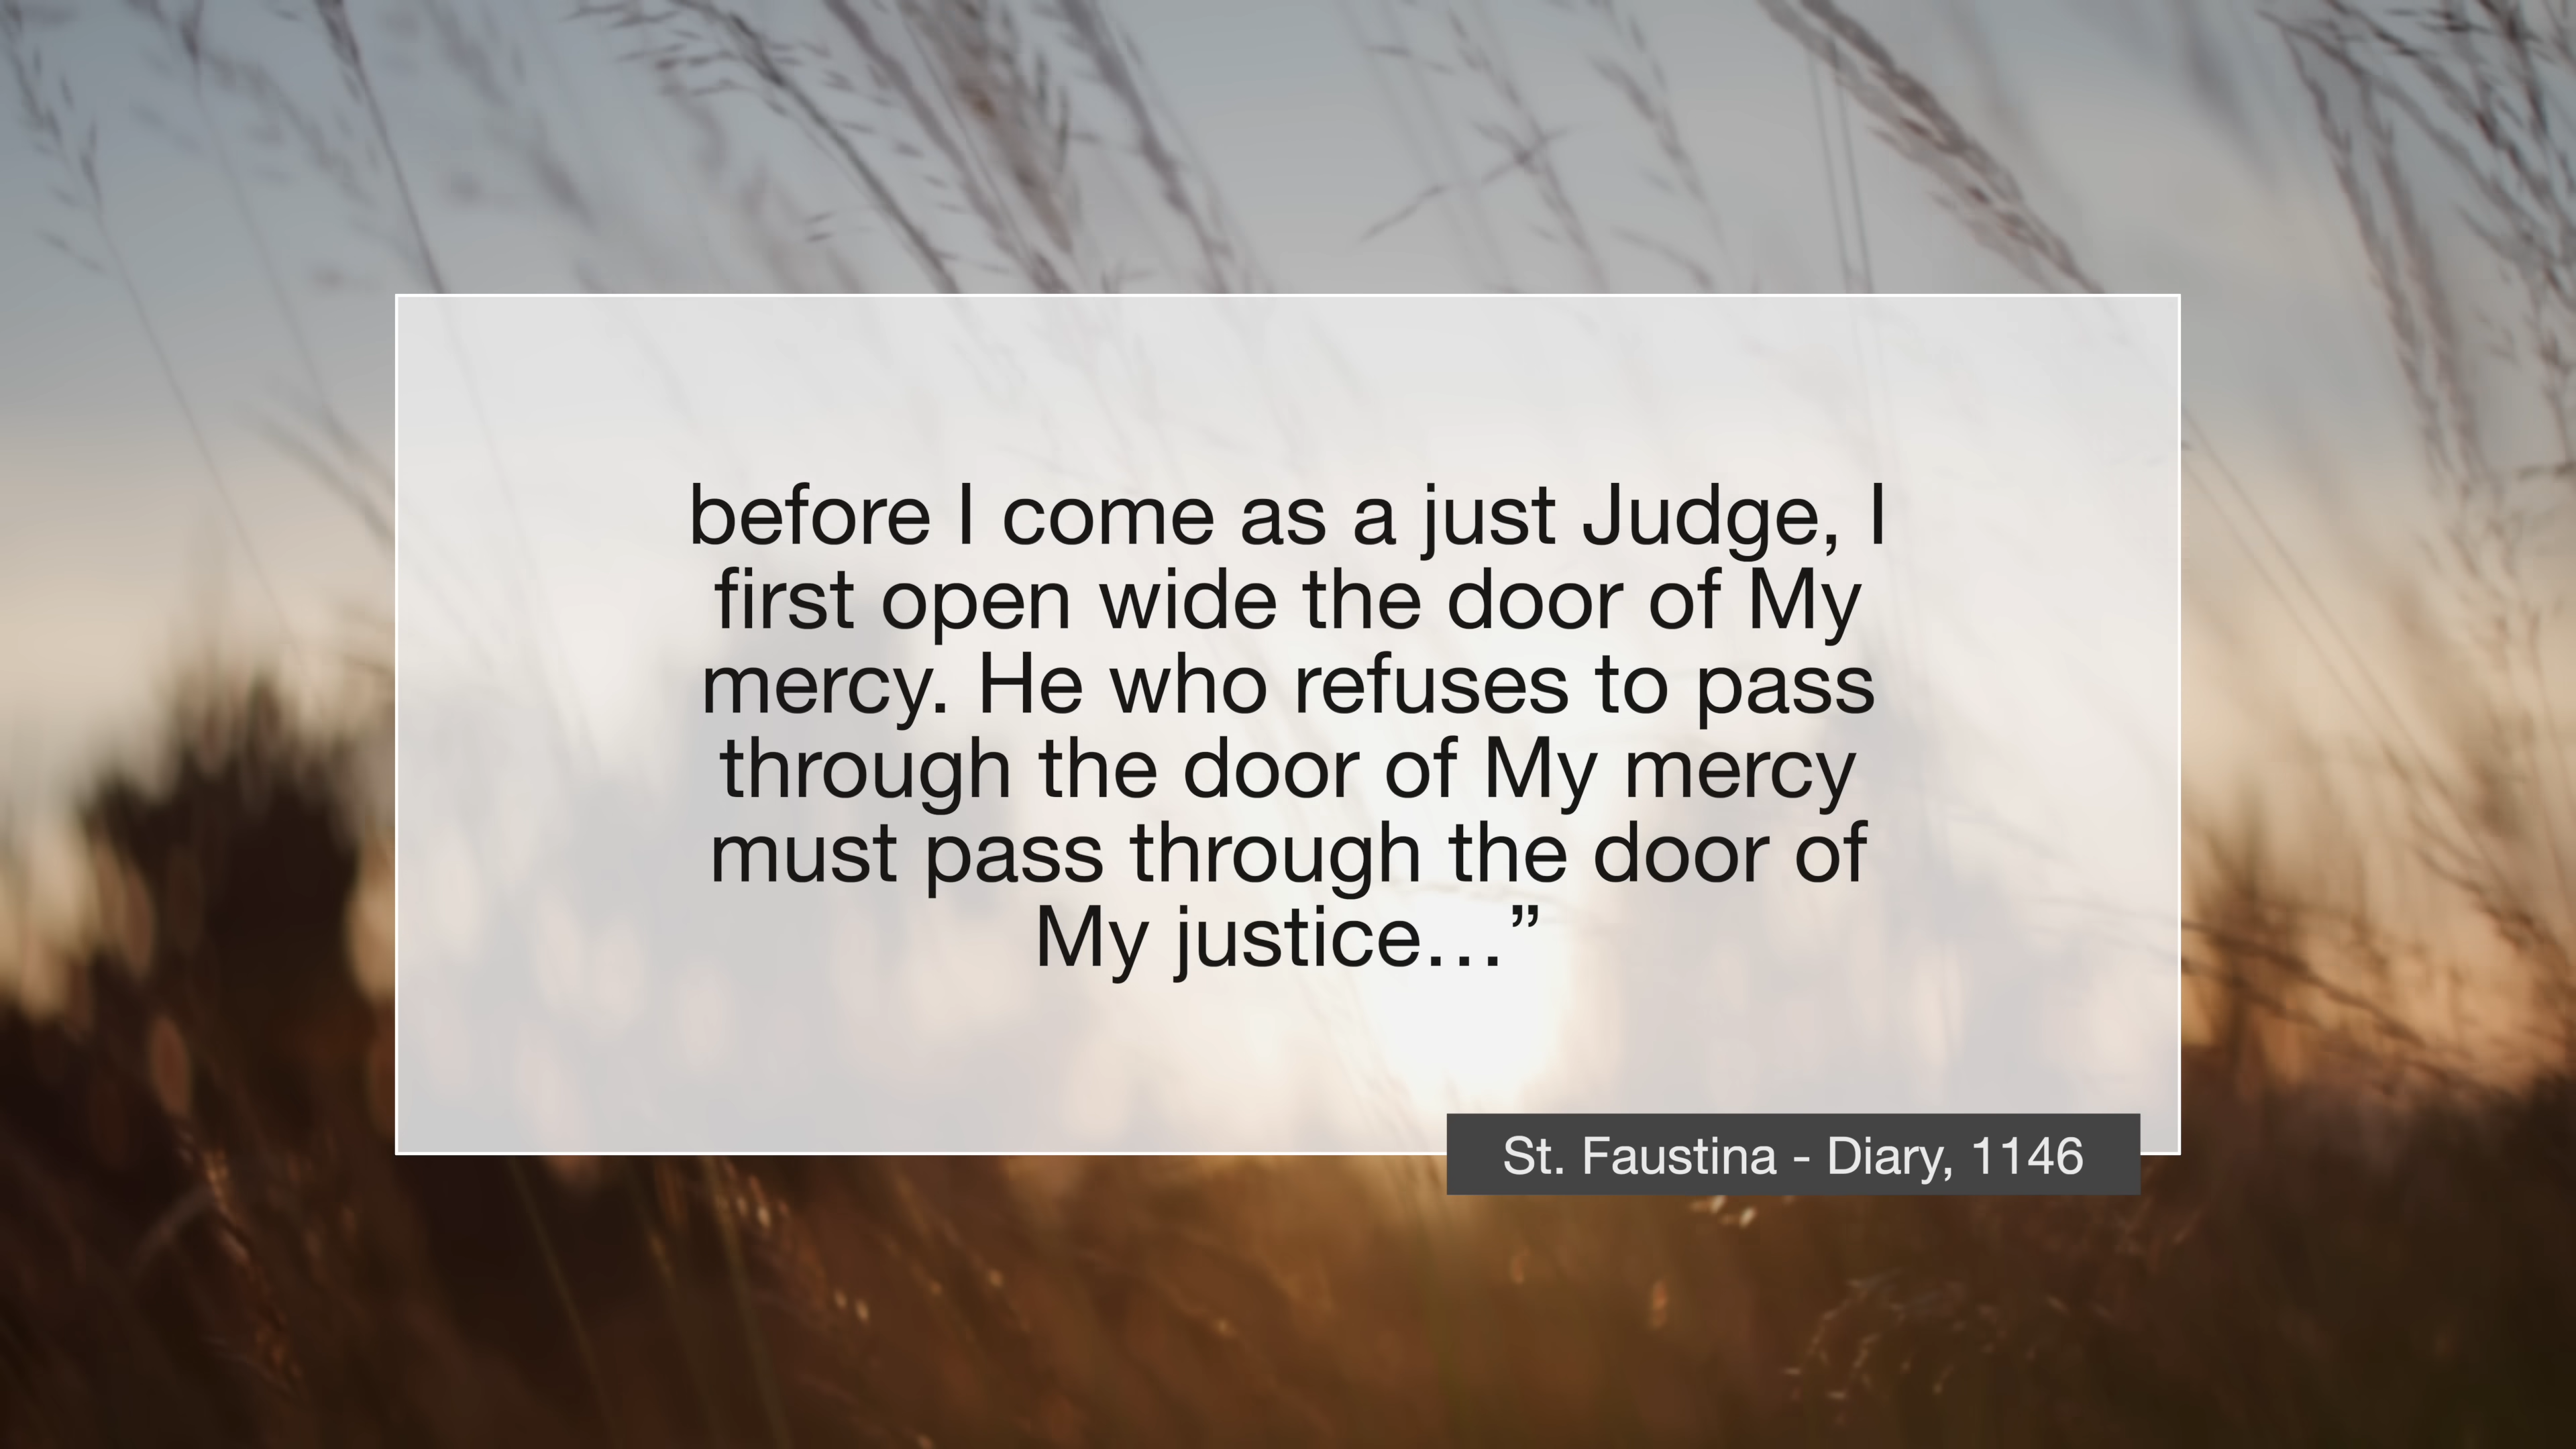 before I come as a just Judge, I
first open wide the door of My
mercy. He who refuses to pass
through the door of My mercy
must pass through the door of
My justice…”
St. Faustina - Diary, 1146